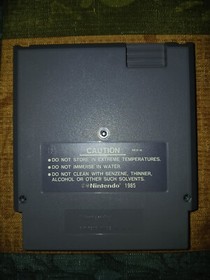 CAUTION
• DO NOT STORE IN EXTREME TEMPERATURES.
• DO NOT IMMERSE IN WATER.
• DO NOT CLEAN WITH BENZENE, THINNER,
ALCOHOL OR OTHER SUCH SOLVENTS.
©Nintendo 1985